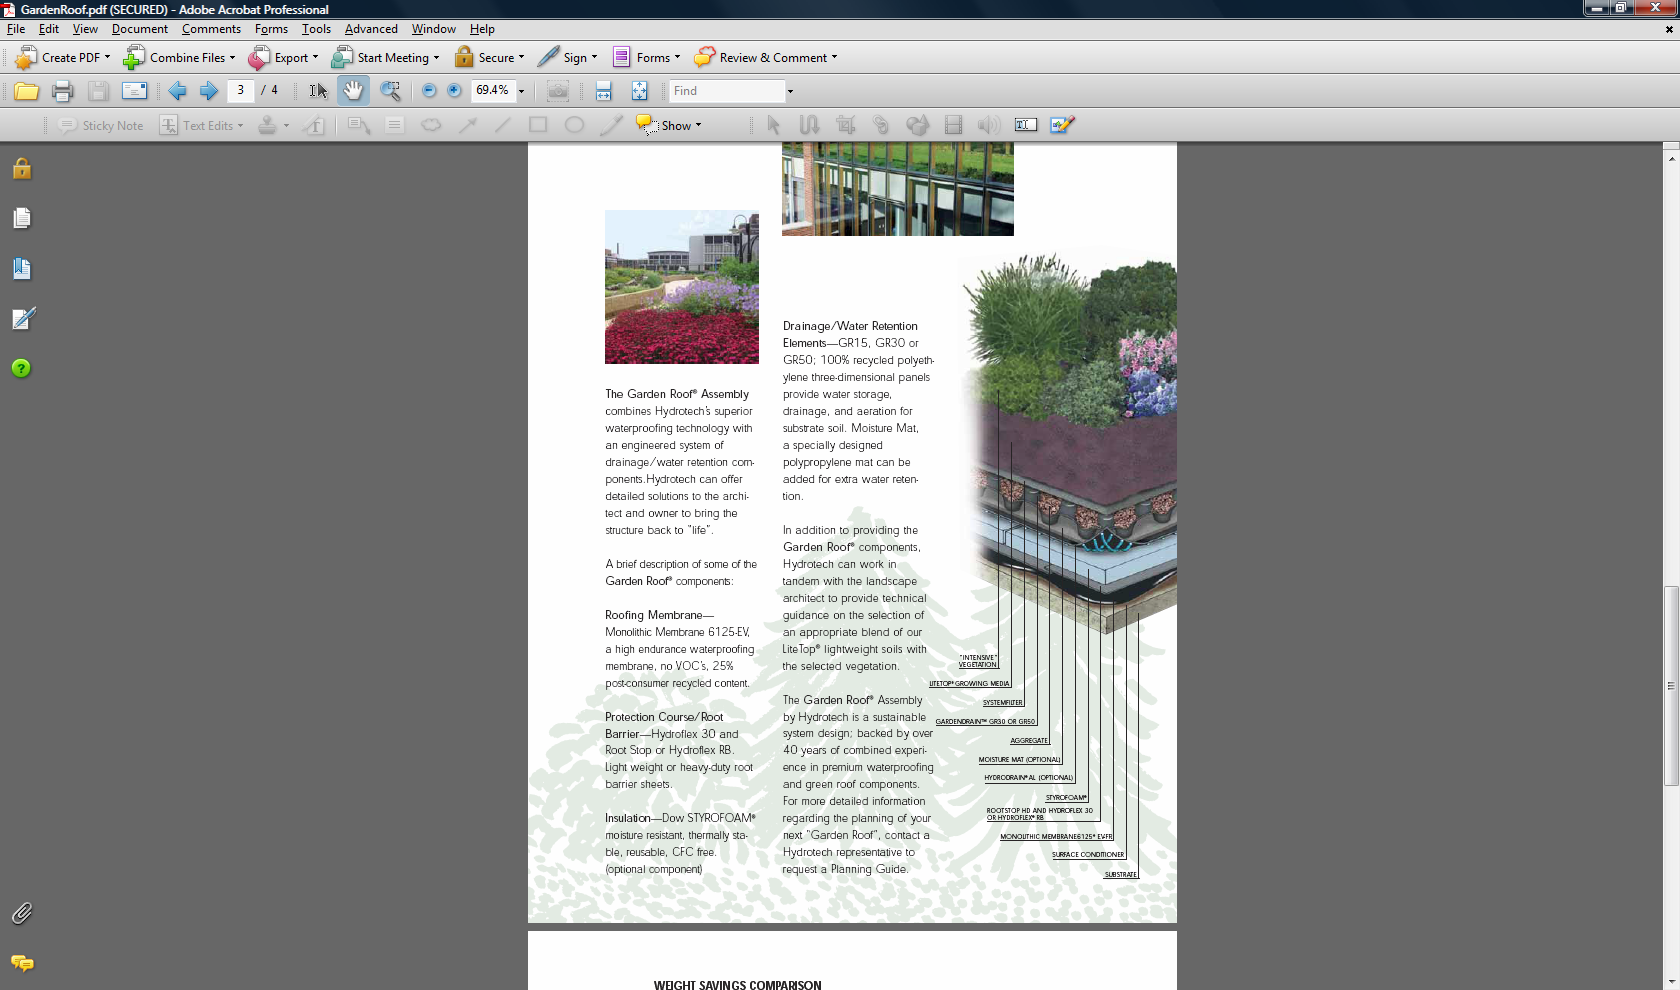 GardenRoof.pdf (SECURED) - Adobe Acrobat Professional
File Edit View Document Comments Forms Tools Advanced Window Help
Create PDF Combine Files Export Start Meeting Secure Sign Forms Review & Comment
3 / 4 69.4% Find
Sticky Note Text Edits Show
The Garden Roof® Assembly
combines Hydrotech's superior
waterproofing technology with
an engineered system of
drainage/water retention com-
ponents.Hydrotech can offer
detailed solutions to the archi-
tect and owner to bring the
structure back to "life".
A brief description of some of the
Garden Roof® components:
Roofing Membrane—
Monolithic Membrane 6125-EV,
a high endurance waterproofing
membrane, no VOC's, 25%
post-consumer recycled content.
Protection Course/Root
Barrier—Hydroflex 30 and
Root Stop or Hydroflex RB.
Light weight or heavy-duty root
barrier sheets.
Insulation—Dow STYROFOAM®
moisture resistant, thermally sta-
ble, reusable, CFC free.
(optional component)
Drainage/Water Retention
Elements—GR15, GR30 or
GR50; 100% recycled polyeth-
ylene three-dimensional panels
provide water storage,
drainage, and aeration for
substrate soil. Moisture Mat,
a specially designed
polypropylene mat can be
added for extra water reten-
tion.
In addition to providing the
Garden Roof® components,
Hydrotech can work in
tandem with the landscape
architect to provide technical
guidance on the selection of
an appropriate blend of our
LiteTop® lightweight soils with
the selected vegetation.
The Garden Roof® Assembly
by Hydrotech is a sustainable
system design; backed by over
40 years of combined experi-
ence in premium waterproofing
and green roof components.
For more detailed information
regarding the planning of your
next "Garden Roof", contact a
Hydrotech representative to
request a Planning Guide.
"INTENSIVE"
VEGETATION
LITETOP® GROWING MEDIA
SYSTEMFILTER
GARDENDRAIN™ GR30 OR GR50
AGGREGATE
MOISTURE MAT (OPTIONAL)
HYDRODRAIN® AL (OPTIONAL)
STYROFOAM®
ROOTSTOP HD AND HYDROFLEX 30
OR HYDROFLEX® RB
MONOLITHIC MEMBRANE6125® EV-FR
SURFACE CONDITIONER
SUBSTRATE
WEIGHT SAVINGS COMPARISON